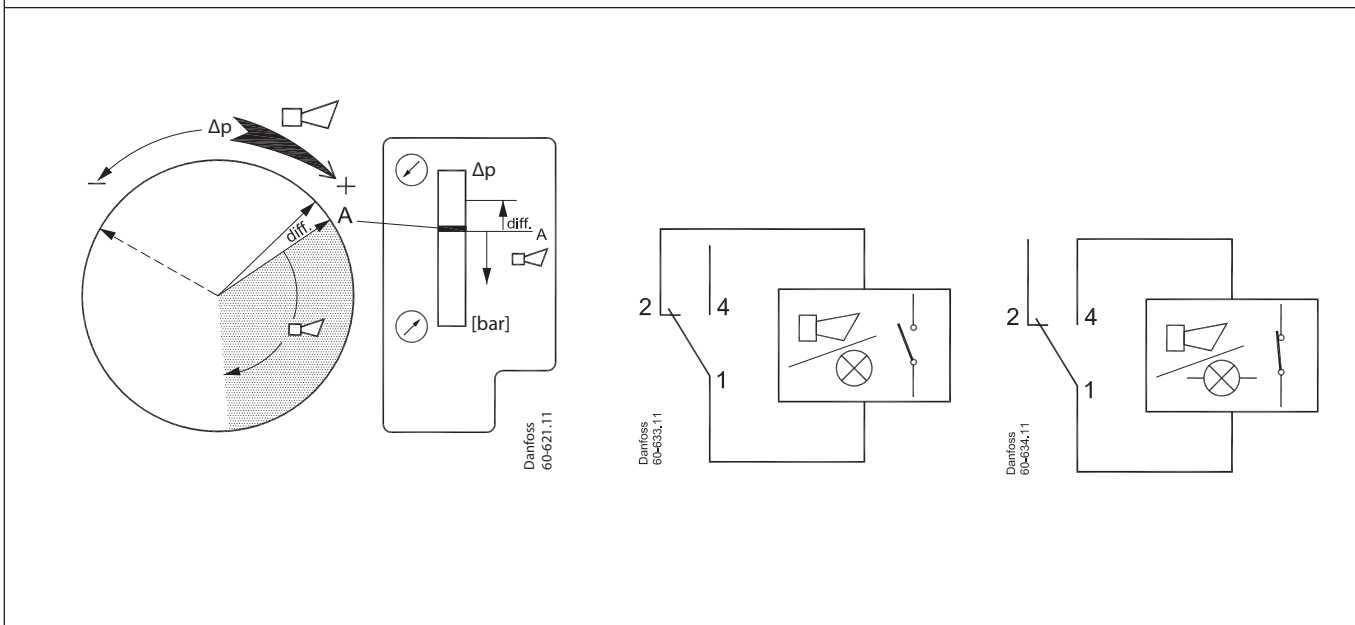 Δp
+
−
A
diff.
Δp
diff.
A
[bar]
Danfoss
60-621.11
2
4
1
Danfoss
60-633.11
2
4
1
Danfoss
60-634.11